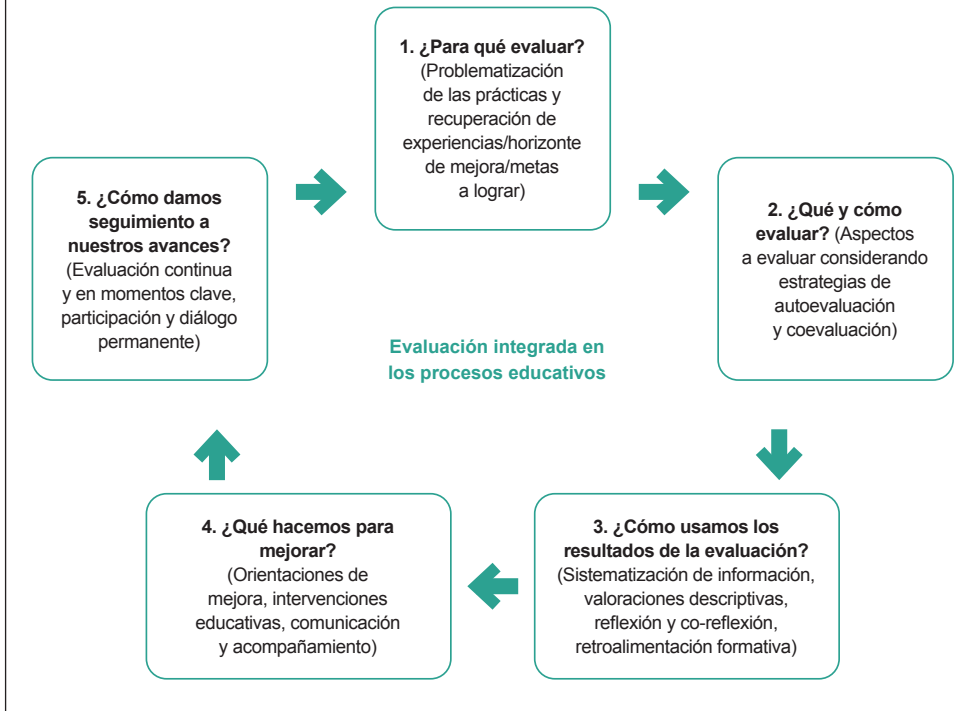 1. ¿Para qué evaluar?
(Problematización
de las prácticas y
recuperación de
experiencias/horizonte
de mejora/metas
a lograr)
2. ¿Qué y cómo
evaluar? (Aspectos
a evaluar considerando
estrategias de
autoevaluación
y coevaluación)
3. ¿Cómo usamos los
resultados de la evaluación?
(Sistematización de información,
valoraciones descriptivas,
reflexión y co-reflexión,
retroalimentación formativa)
4. ¿Qué hacemos para
mejorar?
(Orientaciones de
mejora, intervenciones
educativas, comunicación
y acompañamiento)
5. ¿Cómo damos
seguimiento a
nuestros avances?
(Evaluación continua
y en momentos clave,
participación y diálogo
permanente)
Evaluación integrada en
los procesos educativos